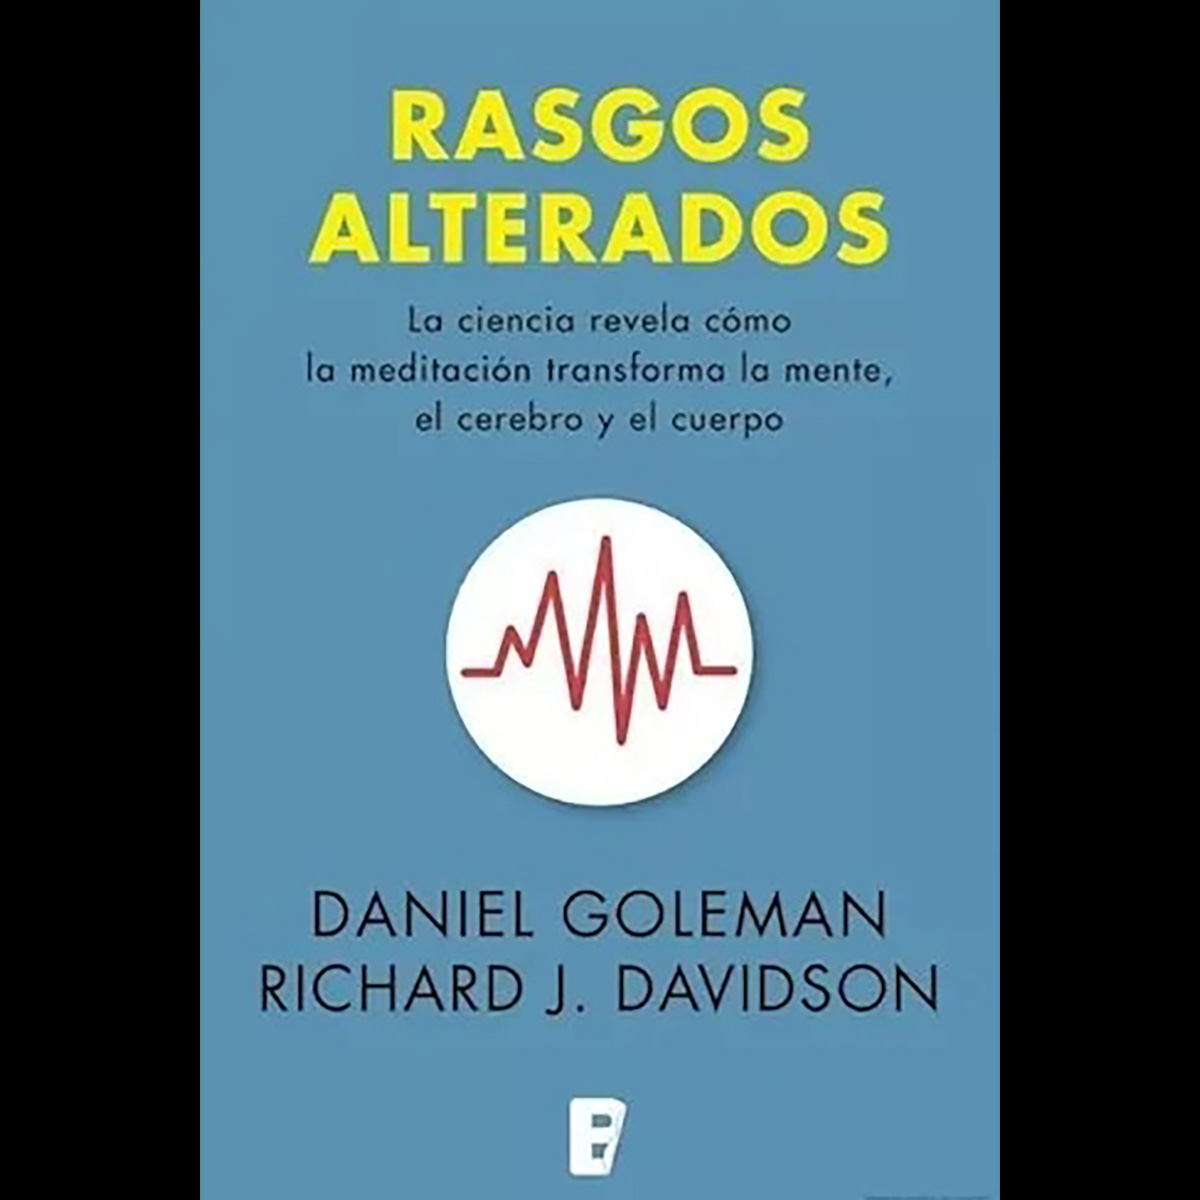 RASGOS
ALTERADOS
La ciencia revela cómo
la meditación transforma la mente,
el cerebro y el cuerpo
DANIEL GOLEMAN
RICHARD J. DAVIDSON
B